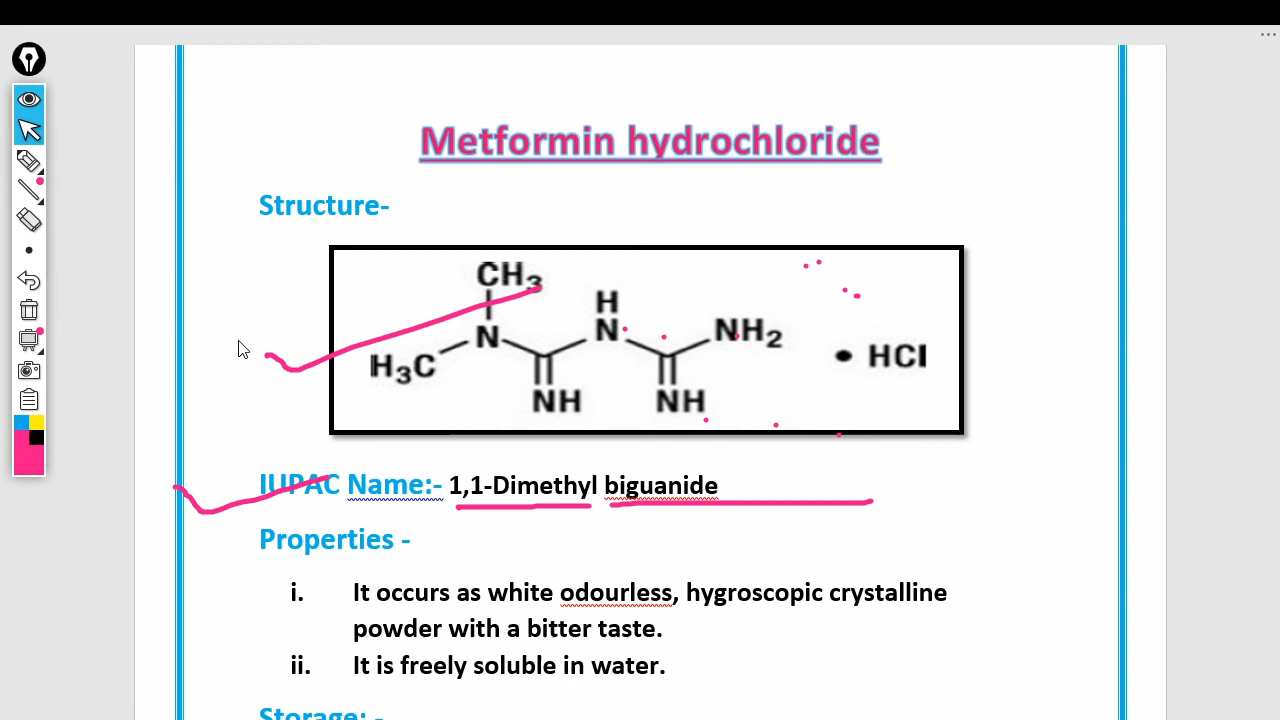 Metformin hydrochloride
Structure-
CH3
H
N
N
NH2
H3C
• HCl
NH
NH
IUPAC Name:- 1,1-Dimethyl biguanide
Properties -
i. It occurs as white odourless, hygroscopic crystalline
powder with a bitter taste.
ii. It is freely soluble in water.
Storage: -